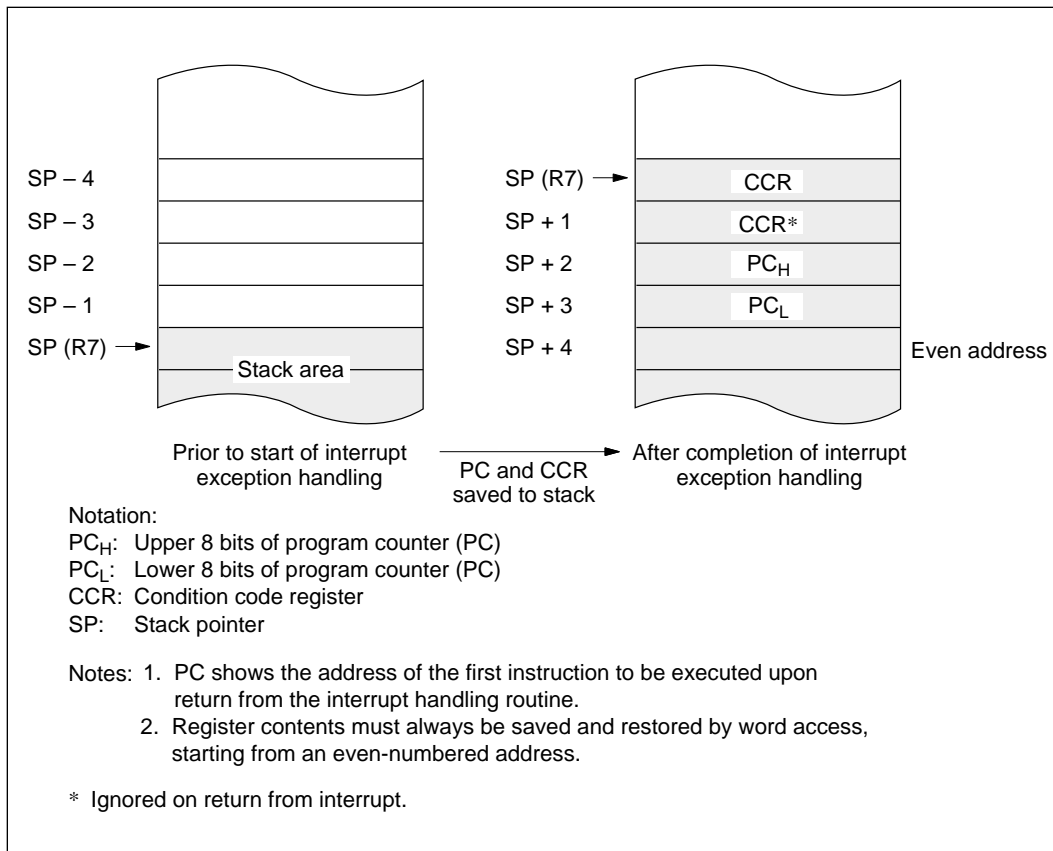 SP – 4
SP – 3
SP – 2
SP – 1
SP (R7)
Stack area
SP (R7)
SP + 1
SP + 2
SP + 3
SP + 4
CCR
CCR*
PCH
PCL
Even address
Prior to start of interrupt
exception handling
PC and CCR
saved to stack
After completion of interrupt
exception handling
Notation:
PCH: Upper 8 bits of program counter (PC)
PCL: Lower 8 bits of program counter (PC)
CCR: Condition code register
SP: Stack pointer
Notes: 1. PC shows the address of the first instruction to be executed upon
return from the interrupt handling routine.
2. Register contents must always be saved and restored by word access,
starting from an even-numbered address.
* Ignored on return from interrupt.